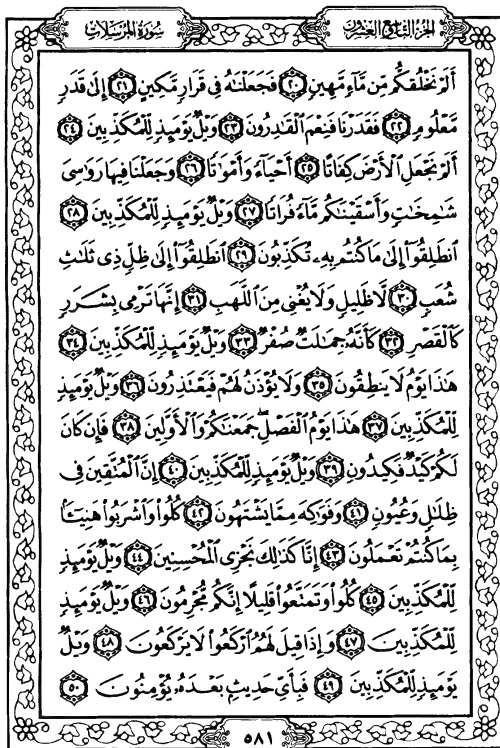 الجزء التاسع والعشرون
سورة المرسلات
أَلَمْ نَخْلُقكُّم مِّن مَّآءٍ مَّهِينٍ ٢٠ فَجَعَلْنَٰهُ فِى قَرَارٍ مَّكِينٍ ٢١ إِلَىٰ قَدَرٍ
مَّعْلُومٍ ٢٢ فَقَدَرْنَا فَنِعْمَ ٱلْقَٰدِرُونَ ٢٣ وَيْلٌ يَوْمَئِذٍ لِّلْمُكَذِّبِينَ ٢٤
أَلَمْ نَجْعَلِ ٱلْأَرْضَ كِفَاتًا ٢٥ أَحْيَآءً وَأَمْوَٰتًا ٢٦ وَجَعَلْنَا فِيهَا رَوَٰسِىَ
شَٰمِخَٰتٍ وَأَسْقَيْنَٰكُم مَّآءً فُرَاتًا ٢٧ وَيْلٌ يَوْمَئِذٍ لِّلْمُكَذِّبِينَ ٢٨
ٱنطَلِقُوٓا۟ إِلَىٰ مَا كُنتُم بِهِۦ تُكَذِّبُونَ ٢٩ ٱنطَلِقُوٓا۟ إِلَىٰ ظِلٍّ ذِى ثَلَٰثِ
شُعَبٍ ٣٠ لَّا ظَلِيلٍ وَلَا يُغْنِى مِنَ ٱللَّهَبِ ٣١ إِنَّهَا تَرْمِى بِشَرَرٍ
كَٱلْقَصْرِ ٣٢ كَأَنَّهُۥ جِمَٰلَتٌ صُفْرٌ ٣٣ وَيْلٌ يَوْمَئِذٍ لِّلْمُكَذِّبِينَ ٣٤
هَٰذَا يَوْمُ لَا يَنطِقُونَ ٣٥ وَلَا يُؤْذَنُ لَهُمْ فَيَعْتَذِرُونَ ٣٦ وَيْلٌ يَوْمَئِذٍ
لِّلْمُكَذِّبِينَ ٣٧ هَٰذَا يَوْمُ ٱلْفَصْلِ ۖ جَمَعْنَٰكُمْ وَٱلْأَوَّلِينَ ٣٨ فَإِن كَانَ
لَكُمْ كَيْدٌ فَكِيدُونِ ٣٩ وَيْلٌ يَوْمَئِذٍ لِّلْمُكَذِّبِينَ ٤٠ إِنَّ ٱلْمُتَّقِينَ فِى
ظِلَٰلٍ وَعُيُونٍ ٤١ وَفَوَٰكِهَ مِمَّا يَشْتَهُونَ ٤٢ كُلُوا۟ وَٱشْرَبُوا۟ هَنِيٓـًٔۢا
بِمَا كُنتُمْ تَعْمَلُونَ ٤٣ إِنَّا كَذَٰلِكَ نَجْزِى ٱلْمُحْسِنِينَ ٤٤ وَيْلٌ يَوْمَئِذٍ
لِّلْمُكَذِّبِينَ ٤٥ كُلُوا۟ وَتَمَتَّعُوا۟ قَلِيلًا إِنَّكُم مُّجْرِمُونَ ٤٦ وَيْلٌ يَوْمَئِذٍ
لِّلْمُكَذِّبِينَ ٤٧ وَإِذَا قِيلَ لَهُمُ ٱرْكَعُوا۟ لَا يَرْكَعُونَ ٤٨ وَيْلٌ
يَوْمَئِذٍ لِّلْمُكَذِّبِينَ ٤٩ فَبِأَىِّ حَدِيثٍۭ بَعْدَهُۥ يُؤْمِنُونَ ٥٠
٥٨١